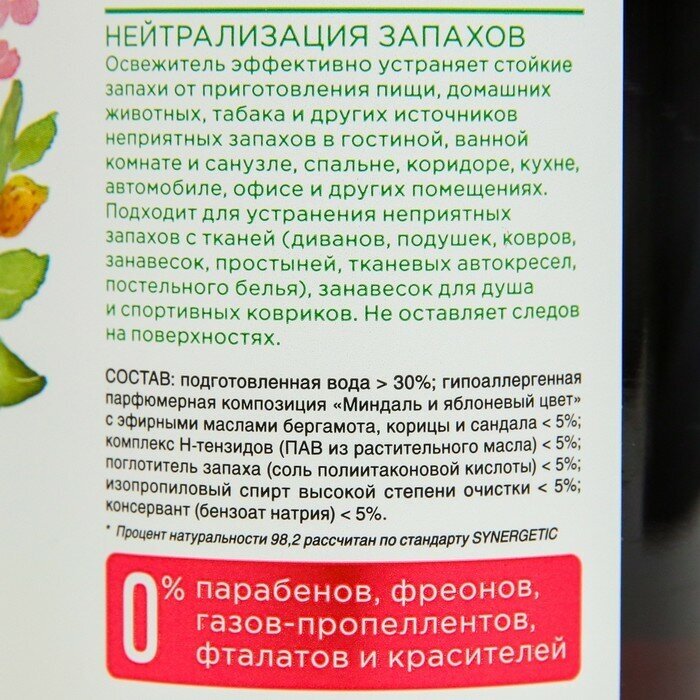 НЕЙТРАЛИЗАЦИЯ ЗАПАХОВ
Освежитель эффективно устраняет стойкие
запахи от приготовления пищи, домашних
животных, табака и других источников
неприятных запахов в гостиной, ванной
комнате и санузле, спальне, коридоре, кухне,
автомобиле, офисе и других помещениях.
Подходит для устранения неприятных
запахов с тканей (диванов, подушек, ковров,
занавесок, простыней, тканевых автокресел,
постельного белья), занавесок для душа
и спортивных ковриков. Не оставляет следов
на поверхностях.
СОСТАВ: подготовленная вода > 30%; гипоаллергенная
парфюмерная композиция «Миндаль и яблоневый цвет»
с эфирными маслами бергамота, корицы и сандала < 5%;
комплекс Н-тензидов (ПАВ из растительного масла) < 5%;
поглотитель запаха (соль полиитаконовой кислоты) < 5%;
изопропиловый спирт высокой степени очистки < 5%;
консервант (бензоат натрия) < 5%.
* Процент натуральности 98,2 рассчитан по стандарту SYNERGETIC
0% парабенов, фреонов,
газов-пропеллентов,
фталатов и красителей